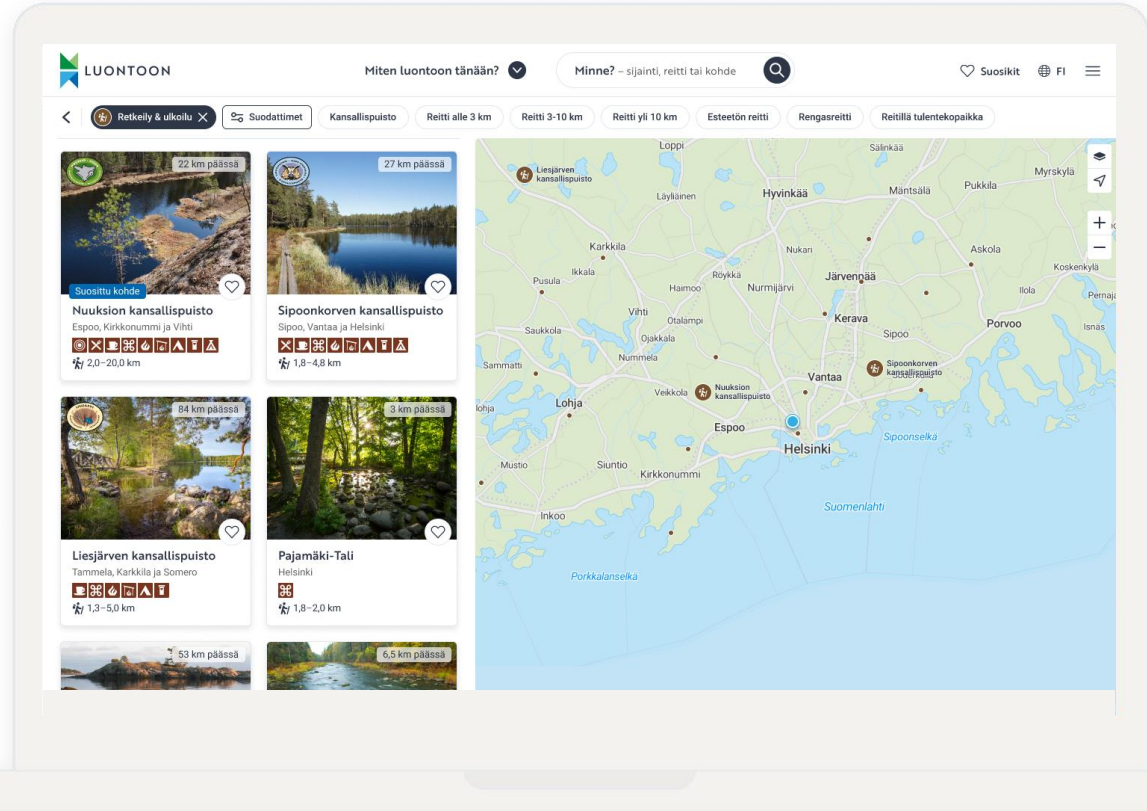 LUONTOON
Miten luontoon tänään?
Minne? – sijainti, reitti tai kohde
Suosikit
FI
Retkeily & ulkoilu
Suodattimet
Kansallispuisto
Reitti alle 3 km
Reitti 3-10 km
Reitti yli 10 km
Esteetön reitti
Rengasreitti
Reitillä tulentekopaikka
22 km päässä
Suosittu kohde
Nuuksion kansallispuisto
Espoo, Kirkkonummi ja Vihti
2,0–20,0 km
27 km päässä
Sipoonkorven kansallispuisto
Sipoo, Vantaa ja Helsinki
1,8–4,8 km
84 km päässä
Liesjärven kansallispuisto
Tammela, Karkkila ja Somero
1,3–5,0 km
3 km päässä
Pajamäki-Tali
Helsinki
1,8–2,0 km
53 km päässä
6,5 km päässä
Loppi
Sälinkää
Liesjärven
kansallispuisto
Myrskylä
Läyliäinen
Hyvinkää
Mäntsälä
Pukkila
Karkkila
Nukari
Askola
Ikkala
Pusula
Röykkä
Haimoo
Nurmijärvi
Järvenpää
Koskenkylä
Ilola
Pernaja
Vihti
Otalampi
Kerava
Porvoo
Isnäs
Saukkola
Ojakkala
Sipoo
Nummela
Sammatti
Sipoonkorven
kansallispuisto
Vantaa
Veikkola
Nuuksion
kansallispuisto
Lohja
lohja
Espoo
Helsinki
Sipoonselkä
Mustio
Siuntio
Kirkkonummi
Suomenlahti
Inkoo
Porkkalanselkä